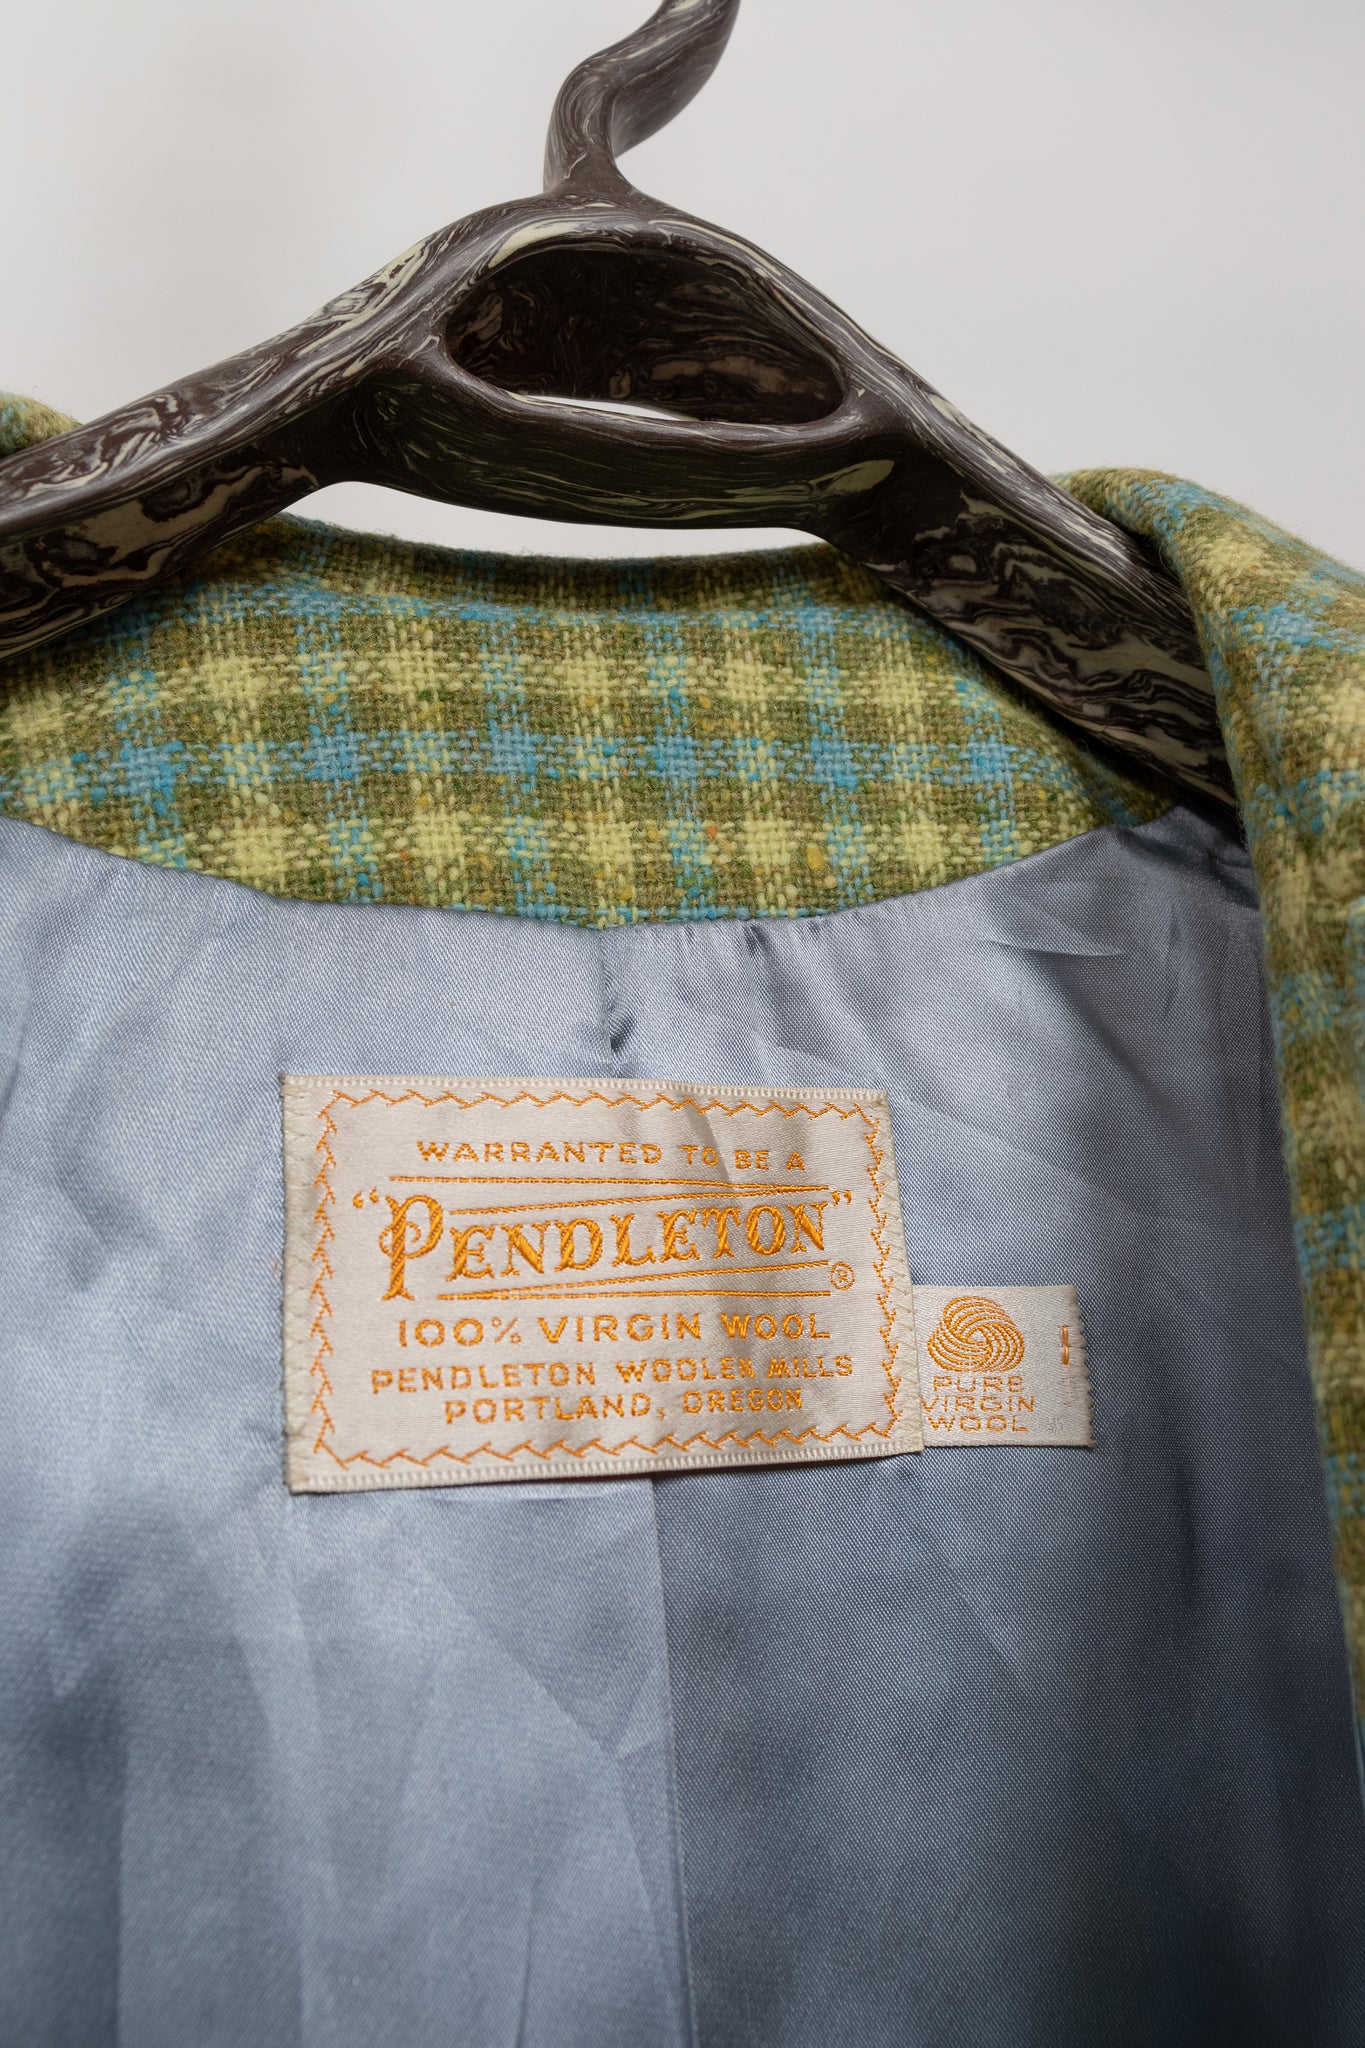 WARRANTED TO BE A
"PENDLETON"®
100% VIRGIN WOOL
PENDLETON WOOLEN MILLS
PORTLAND, OREGON
PURE
VIRGIN
WOOL